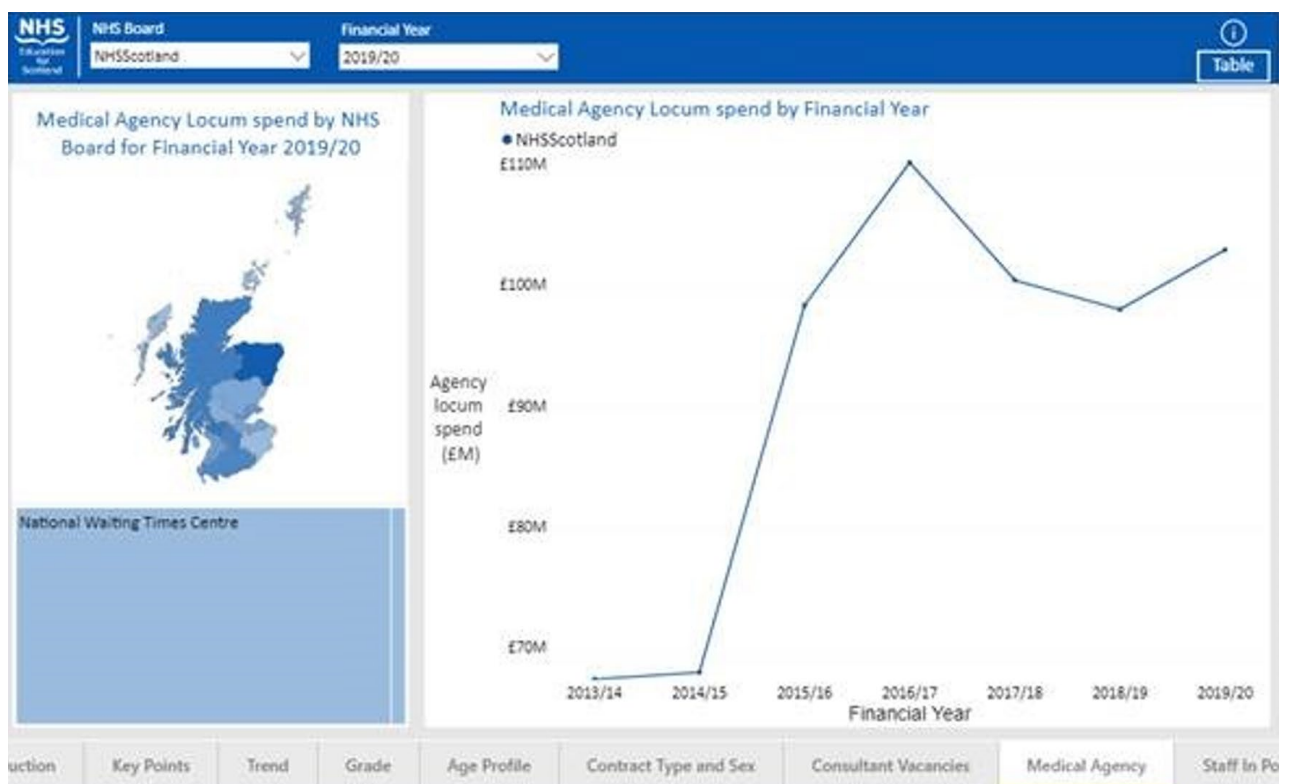 NHS
Education
for
Scotland
NHS Board
NHSScotland
Financial Year
2019/20
Table
Medical Agency Locum spend by NHS
Board for Financial Year 2019/20
National Waiting Times Centre
Medical Agency Locum spend by Financial Year
NHSScotland
£110M
£100M
£90M
£80M
£70M
Agency
locum
spend
(£M)
2013/14 2014/15 2015/16 2016/17 2017/18 2018/19 2019/20
Financial Year
uction Key Points Trend Grade Age Profile Contract Type and Sex Consultant Vacancies Medical Agency Staff In Po